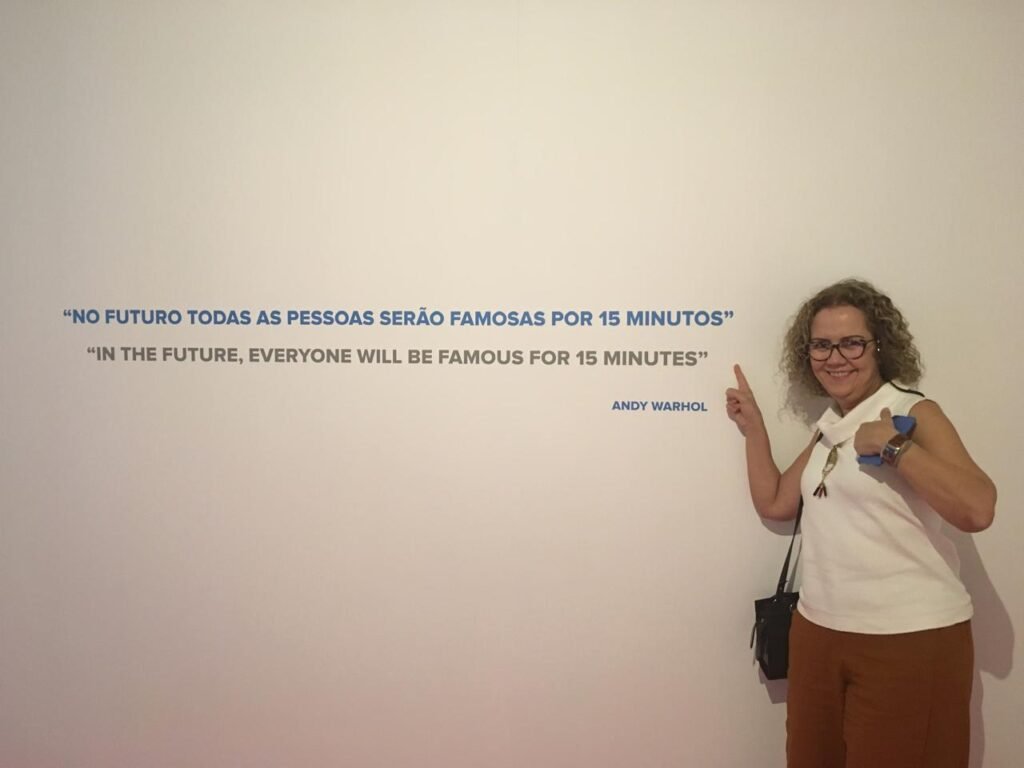 “NO FUTURO TODAS AS PESSOAS SERÃO FAMOSAS POR 15 MINUTOS”
“IN THE FUTURE, EVERYONE WILL BE FAMOUS FOR 15 MINUTES”
ANDY WARHOL